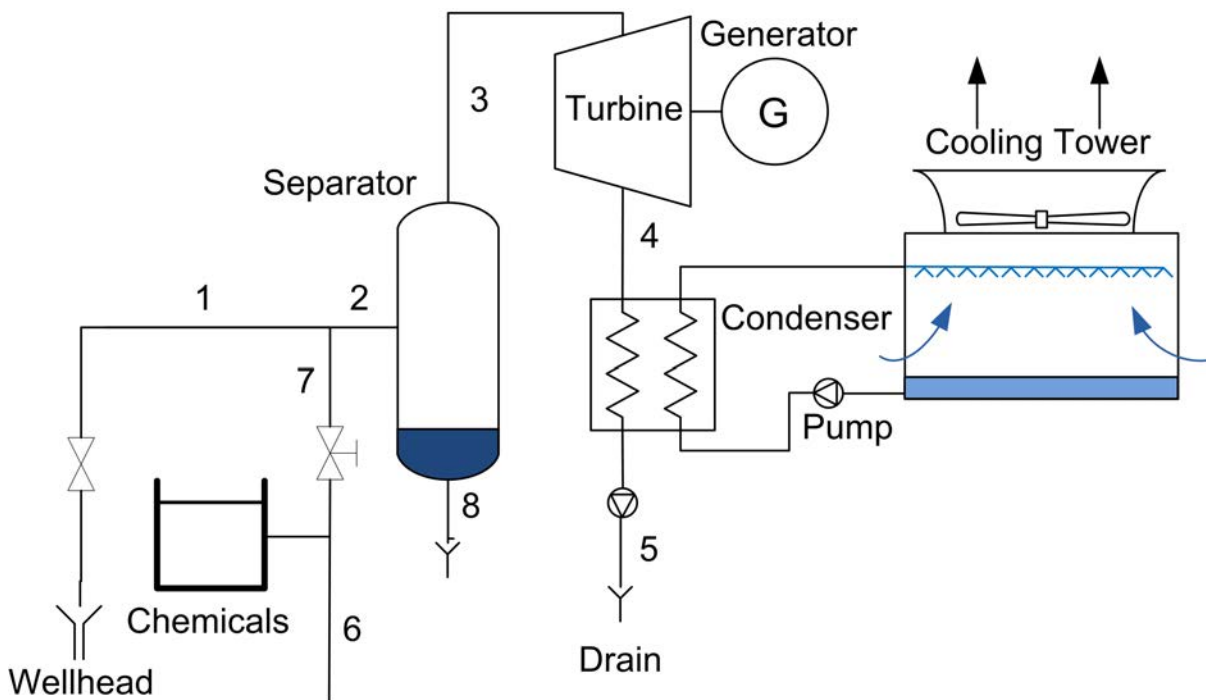 Generator
3
Turbine
G
Cooling Tower
Separator
4
1
2
Condenser
7
Pump
8
5
Chemicals
6
Drain
Wellhead